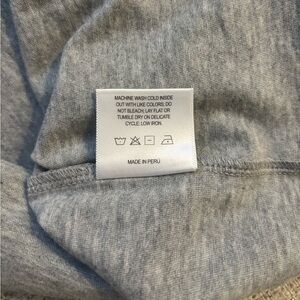 MACHINE WASH COLD INSIDE
OUT WITH LIKE COLORS. DO
NOT BLEACH, LAY FLAT OR
TUMBLE DRY ON DELICATE
CYCLE. LOW IRON.
MADE IN PERU